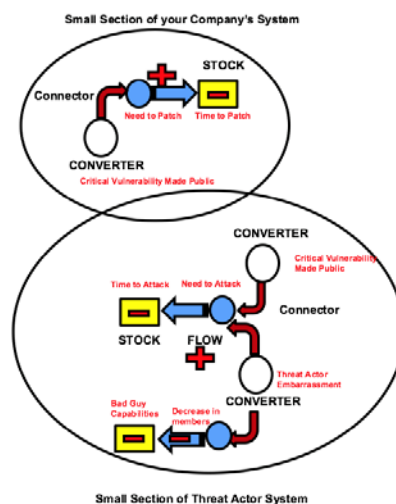 Small Section of your Company's System
STOCK
Connector
Need to Patch
Time to Patch
CONVERTER
Critical Vulnerability Made Public
CONVERTER
Critical Vulnerability
Made Public
Time to Attack
Need to Attack
Connector
STOCK
FLOW
Threat Actor
Embarrassment
Bad Guy
Capabilities
Decrease in
members
CONVERTER
Small Section of Threat Actor System